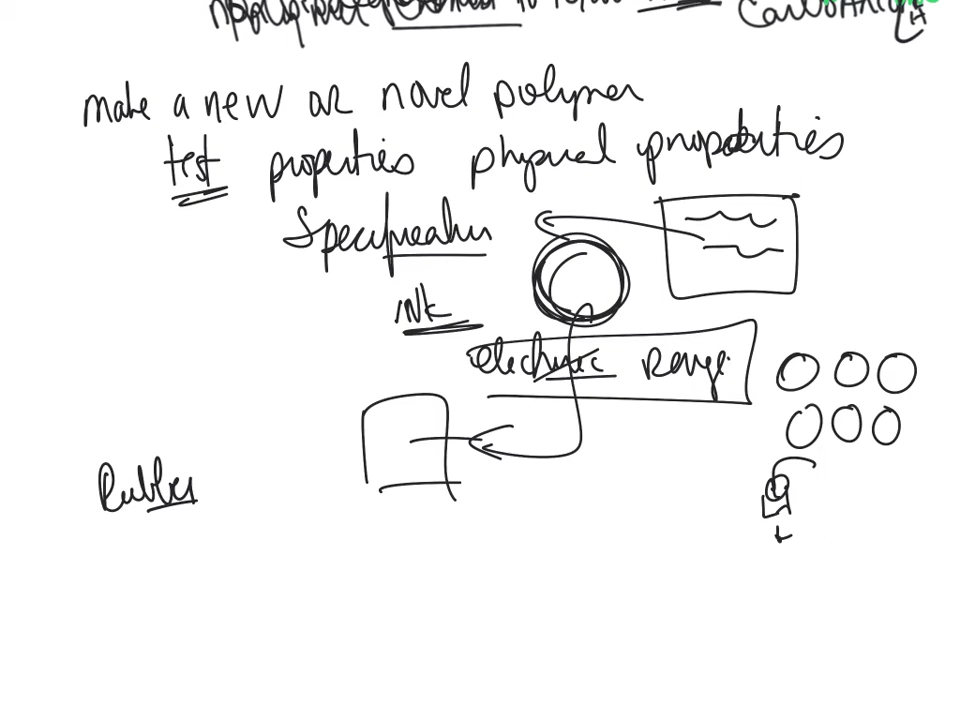 make a new or novel polymer
test properties physical properties
Specification
ink
electronic Range
Rubber